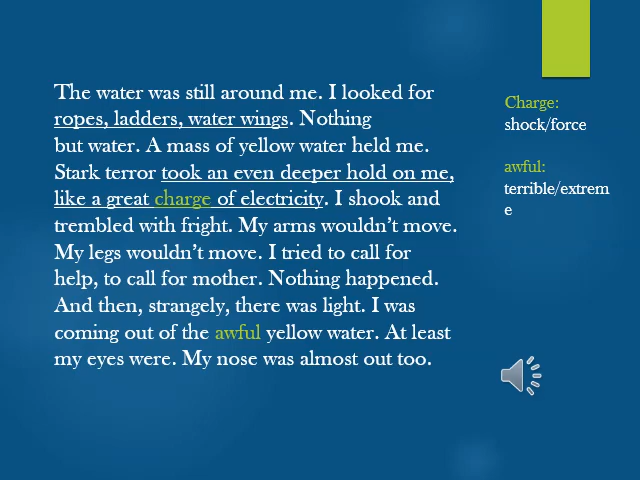 The water was still around me. I looked for
ropes, ladders, water wings. Nothing
but water. A mass of yellow water held me.
Stark terror took an even deeper hold on me,
like a great charge of electricity. I shook and
trembled with fright. My arms wouldn’t move.
My legs wouldn’t move. I tried to call for
help, to call for mother. Nothing happened.
And then, strangely, there was light. I was
coming out of the awful yellow water. At least
my eyes were. My nose was almost out too.
Charge:
shock/force
awful:
terrible/extrem
e